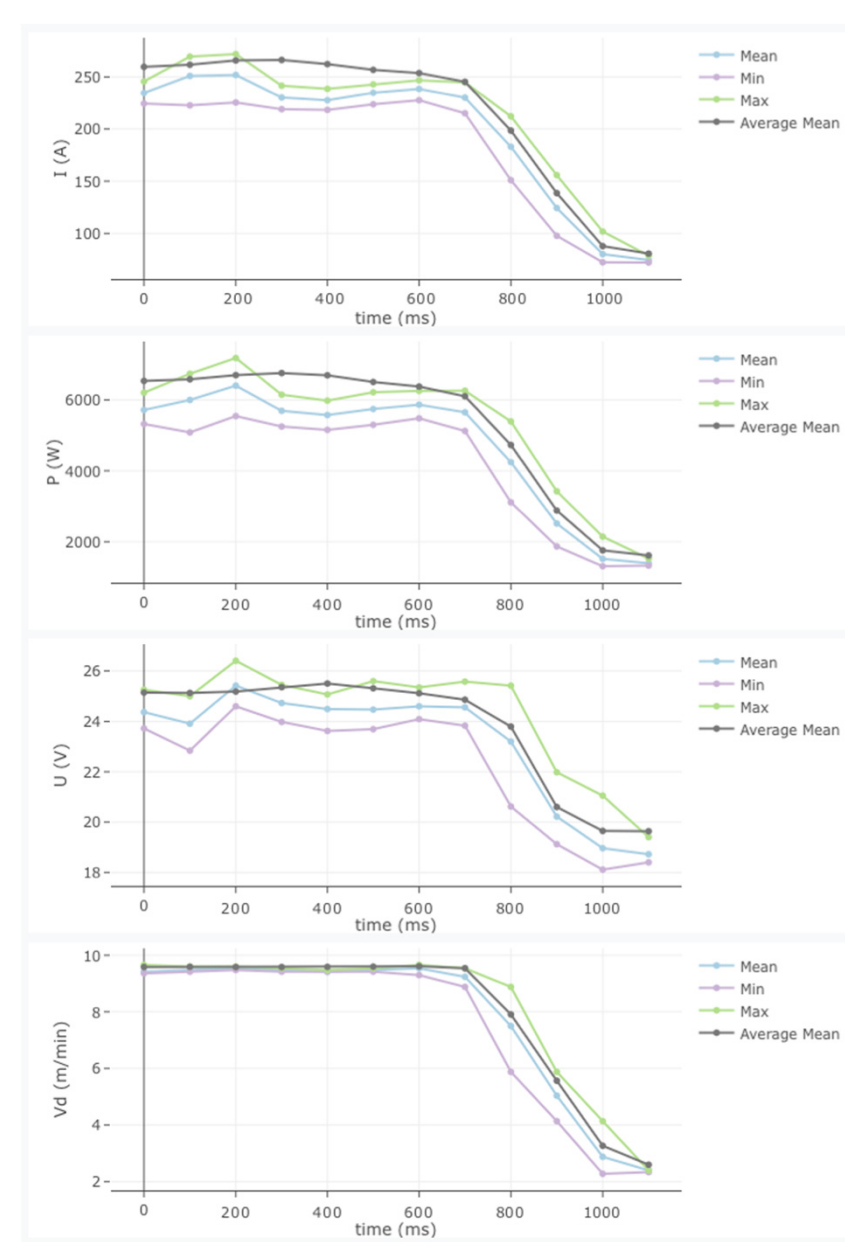 250
200
150
100
I (A)
0 200 400 600 800 1000
time (ms)
Mean
Min
Max
Average Mean
6000
4000
2000
P (W)
0 200 400 600 800 1000
time (ms)
Mean
Min
Max
Average Mean
26
24
22
20
18
U (V)
0 200 400 600 800 1000
time (ms)
Mean
Min
Max
Average Mean
10
8
6
4
2
Vd (m/min)
0 200 400 600 800 1000
time (ms)
Mean
Min
Max
Average Mean